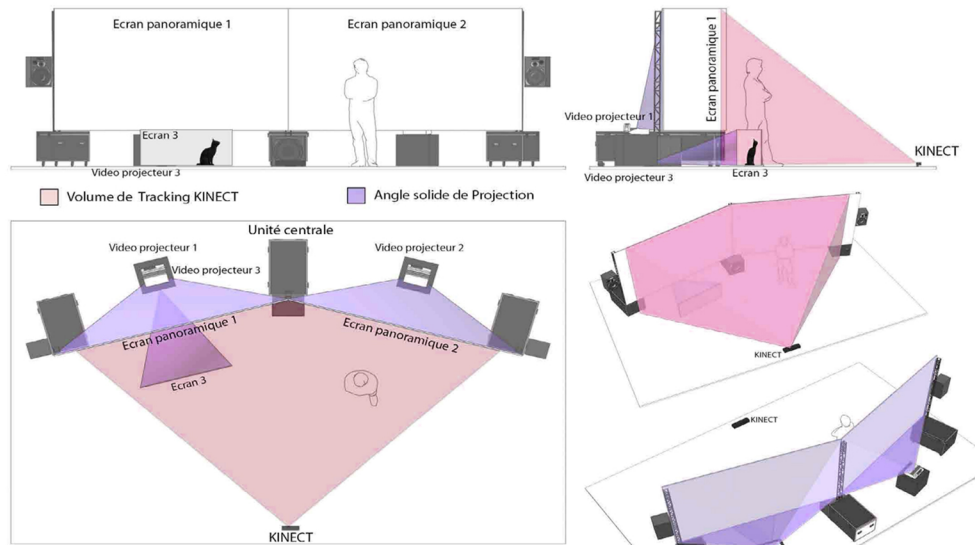 Ecran panoramique 1
Ecran panoramique 2
Ecran 3
Video projecteur 3
Ecran panoramique 1
Video projecteur 1
KINECT
Video projecteur 3
Ecran 3
Volume de Tracking KINECT
Angle solide de Projection
Unité centrale
Video projecteur 1
Video projecteur 2
Video projecteur 3
Ecran panoramique 1
Ecran panoramique 2
Ecran 3
KINECT
KINECT
KINECT